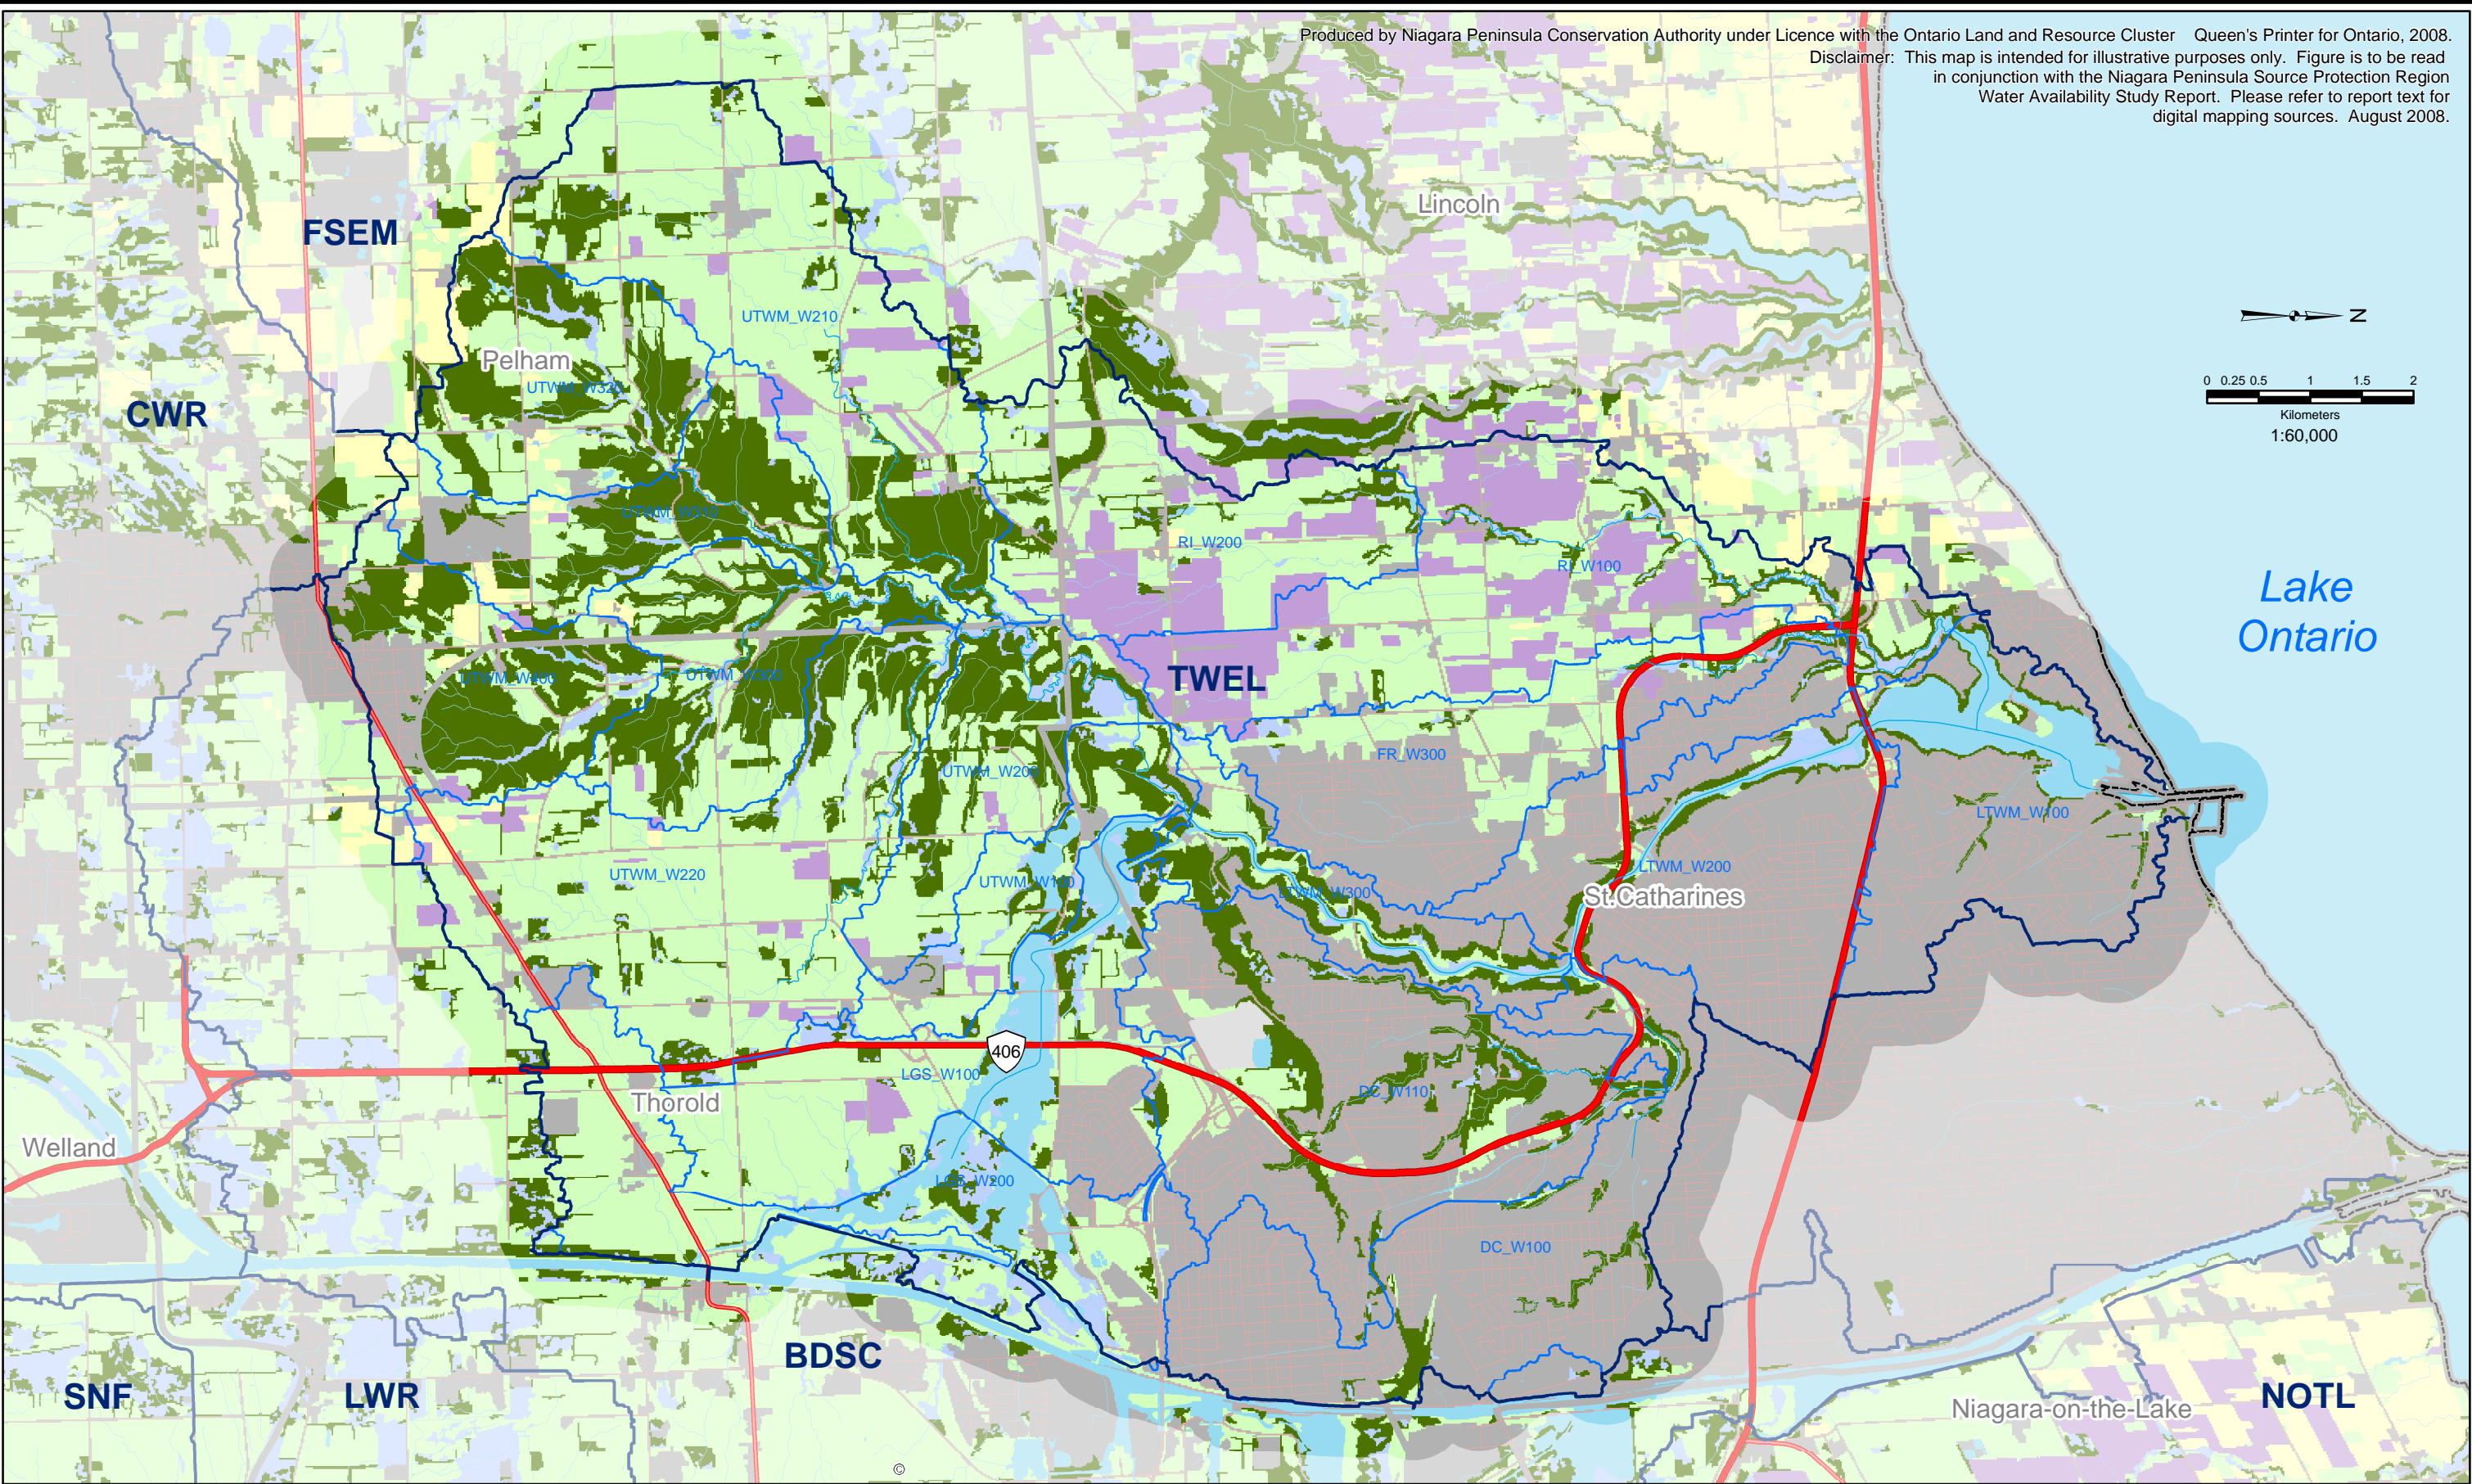 Produced by Niagara Peninsula Conservation Authority under Licence with the Ontario Land and Resource Cluster Queen's Printer for Ontario, 2008.
Disclaimer: This map is intended for illustrative purposes only. Figure is to be read
in conjunction with the Niagara Peninsula Source Protection Region
Water Availability Study Report. Please refer to report text for
digital mapping sources. August 2008.
Lincoln
FSEM
UTWM_W210
N
Pelham
UTWM_W320
0 0.25 0.5 1 1.5 2
Kilometers
1:60,000
CWR
UTWM_W310
RI_W200
RI_W100
Lake
Ontario
UTWM_W400
UTWM_W300
TWEL
FR_W300
UTWM_W200
LTWM_W100
UTWM_W220
UTWM_W100
LTWM_W300
LTWM_W200
St.Catharines
406
LGS_W100
DC_W110
Thorold
Welland
LGS_W200
DC_W100
BDSC
SNF
LWR
NOTL
Niagara-on-the-Lake
©